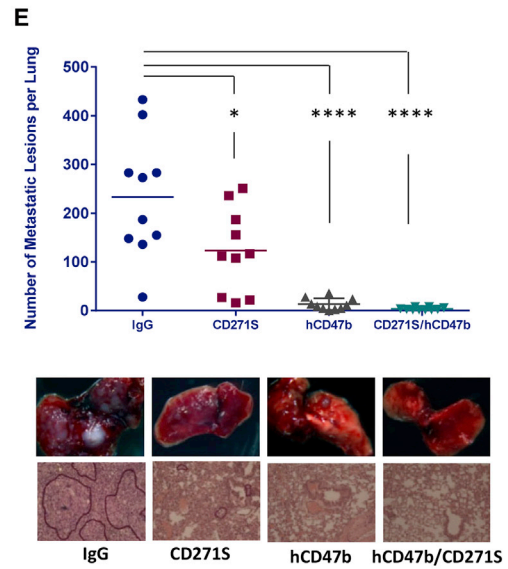 E
Number of Metastatic Lesions per Lung
500
400
300
200
100
0
*
****
****
IgG
CD271S
hCD47b
CD271S/hCD47b
IgG
CD271S
hCD47b
hCD47b/CD271S